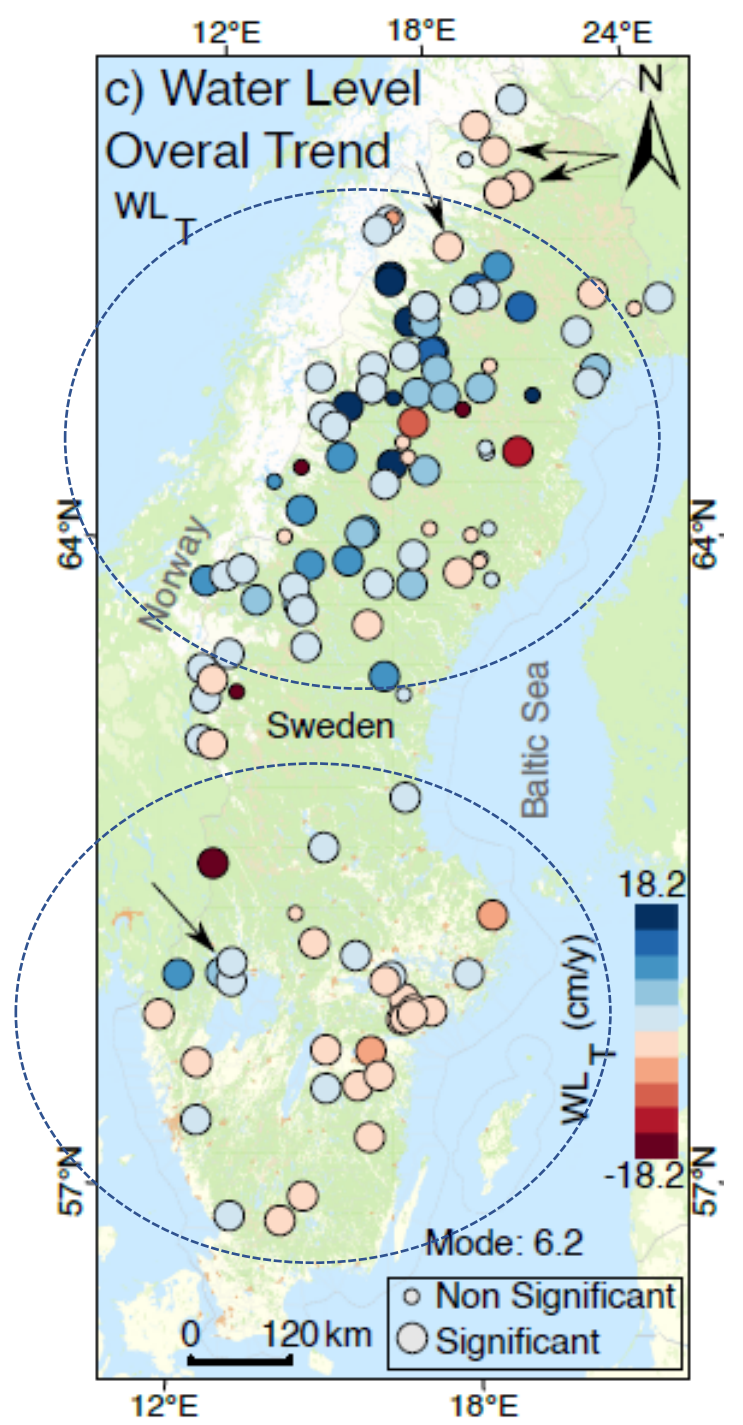 12°E 18°E 24°E
c) Water Level
Overal Trend
N
WL T
64°N 64°N
Norway
Sweden
Baltic Sea
18.2
WL T (cm/y)
-18.2
57°N 57°N
Mode: 6.2
Non Significant
Significant
0 120 km
12°E 18°E